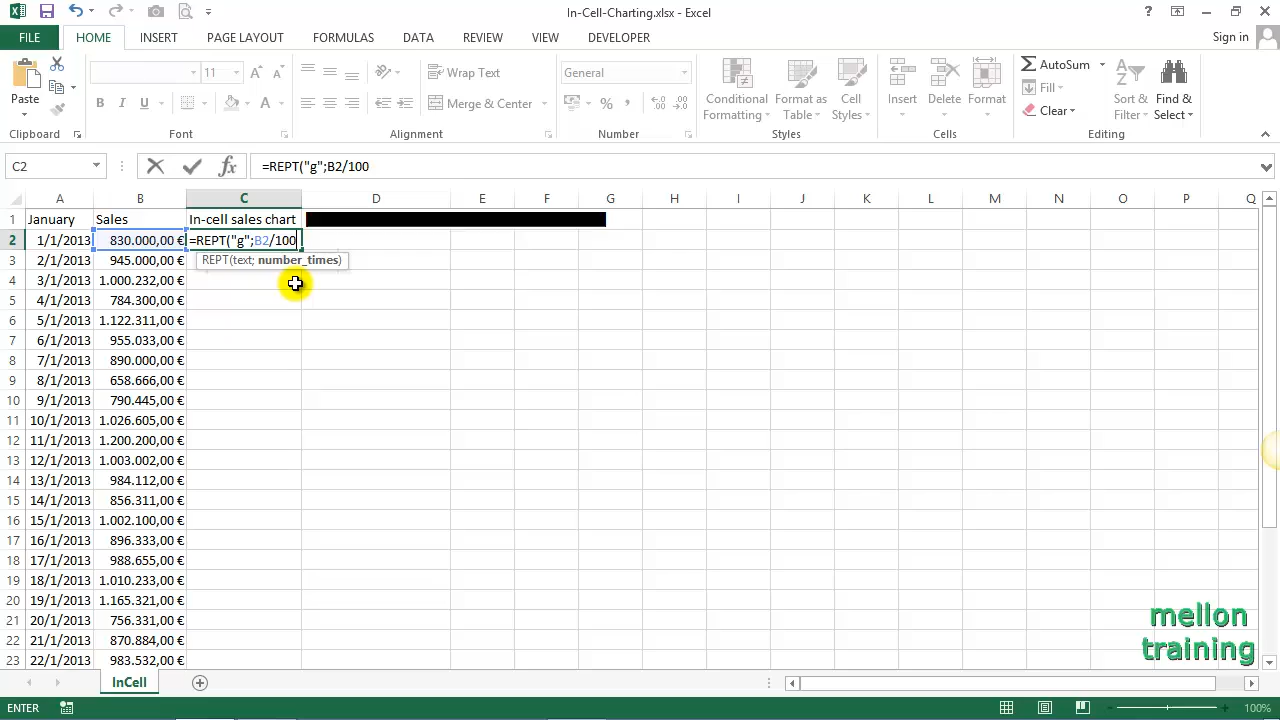 In-Cell-Charting.xlsx - Excel
FILE HOME INSERT PAGE LAYOUT FORMULAS DATA REVIEW VIEW DEVELOPER Sign in
Paste
11
B I U A
Wrap Text
Merge & Center
General
% ,
Conditional Formatting
Format as Table
Cell Styles
Insert
Delete
Format
AutoSum
Fill
Clear
Sort & Filter
Find & Select
Clipboard Font Alignment Number Styles Cells Editing
C2 fx =REPT("g";B2/100
A B C D E F G H I J K L M N O P Q
1 January Sales In-cell sales chart
2 1/1/2013 830.000,00 € =REPT("g";B2/100
REPT(text; number_times)
3 2/1/2013 945.000,00 €
4 3/1/2013 1.000.232,00 €
5 4/1/2013 784.300,00 €
6 5/1/2013 1.122.311,00 €
7 6/1/2013 955.033,00 €
8 7/1/2013 890.000,00 €
9 8/1/2013 658.666,00 €
10 9/1/2013 790.445,00 €
11 10/1/2013 1.026.605,00 €
12 11/1/2013 1.200.200,00 €
13 12/1/2013 1.003.002,00 €
14 13/1/2013 984.112,00 €
15 14/1/2013 856.311,00 €
16 15/1/2013 1.002.100,00 €
17 16/1/2013 896.333,00 €
18 17/1/2013 988.655,00 €
19 18/1/2013 1.010.233,00 €
20 19/1/2013 1.165.321,00 €
21 20/1/2013 756.331,00 €
22 21/1/2013 870.884,00 €
23 22/1/2013 983.532,00 €
mellon
training
InCell
ENTER 100%